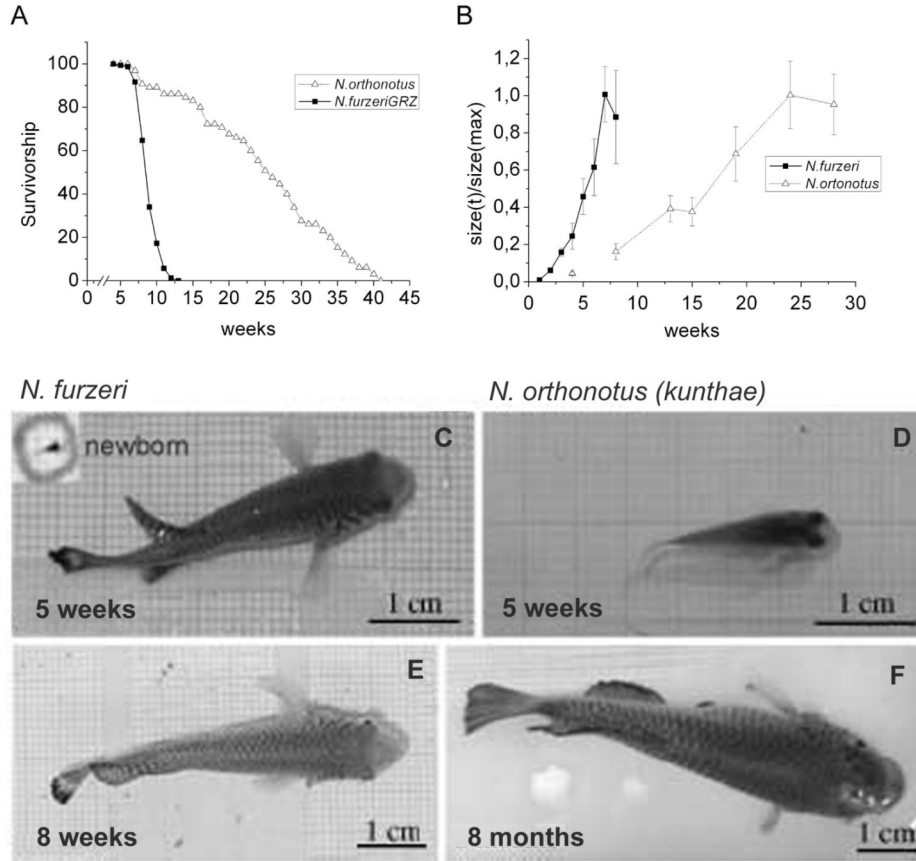 A
Survivorship
100
80
60
40
20
0
0 5 10 15 20 25 30 35 40 45
weeks
N.orthonotus
N.furzeriGRZ
B
size(t)/size(max)
1,2
1,0
0,8
0,6
0,4
0,2
0,0
0 5 10 15 20 25 30
weeks
N.furzeri
N.ortonotus
N. furzeri
N. orthonotus (kunthae)
newborn
C
5 weeks
1 cm
D
5 weeks
1 cm
E
8 weeks
1 cm
F
8 months
1 cm